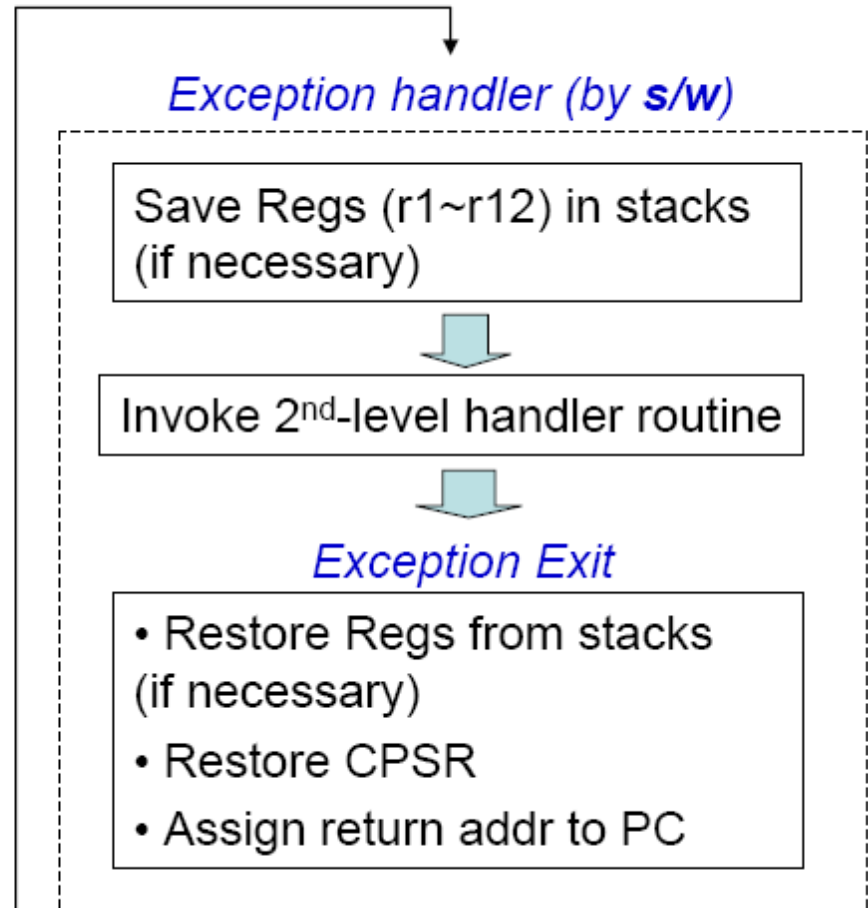 Exception handler (by s/w)
Save Regs (r1~r12) in stacks
(if necessary)
Invoke 2nd-level handler routine
Exception Exit
• Restore Regs from stacks
(if necessary)
• Restore CPSR
• Assign return addr to PC